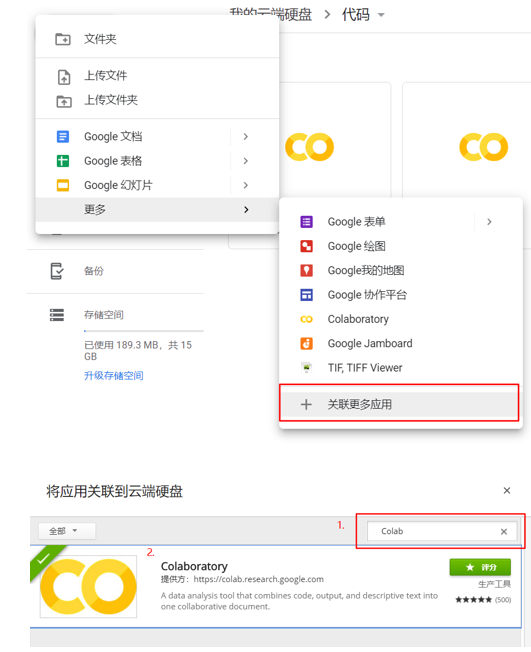 我的云端硬盘 > 代码
文件夹
上传文件
上传文件夹
Google 文档
Google 表格
Google 幻灯片
更多
Google 表单
Google 绘图
Google我的地图
Google 协作平台
Colaboratory
Google Jamboard
TIF, TIFF Viewer
关联更多应用
备份
存储空间
已使用 189.3 MB，共 15
GB
升级存储空间
将应用关联到云端硬盘
全部
1.
Colab
2.
Colaboratory
提供方：https://colab.research.google.com
A data analysis tool that combines code, output, and descriptive text into
one collaborative document.
评分
生产工具
(500)